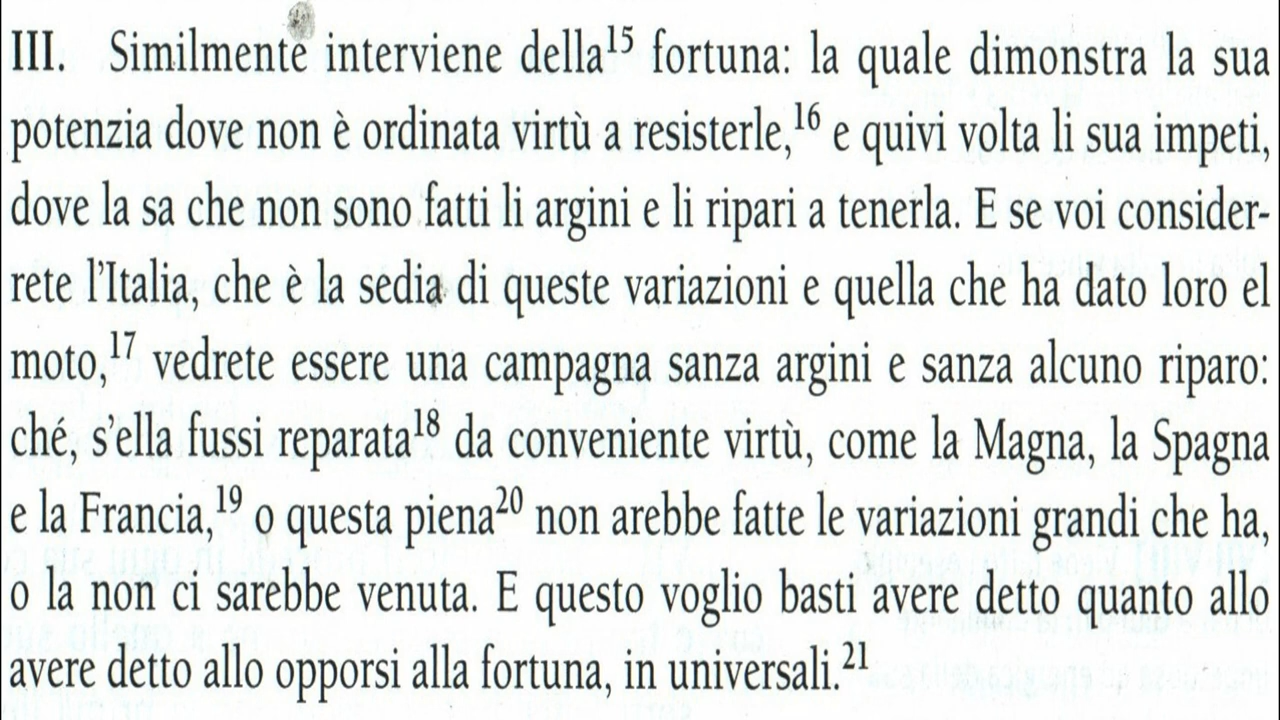 III. Similmente interviene della¹⁵ fortuna: la quale dimonstra la sua
potenzia dove non è ordinata virtù a resisterle,¹⁶ e quivi volta li sua impeti,
dove la sa che non sono fatti li argini e li ripari a tenerla. E se voi consider-
rete l'Italia, che è la sedia di queste variazioni e quella che ha dato loro el
moto,¹⁷ vedrete essere una campagna sanza argini e sanza alcuno riparo:
ché, s'ella fussi reparata¹⁸ da conveniente virtù, come la Magna, la Spagna
e la Francia,¹⁹ o questa piena²⁰ non arebbe fatte le variazioni grandi che ha,
o la non ci sarebbe venuta. E questo voglio basti avere detto quanto allo
avere detto allo opporsi alla fortuna, in universali.²¹